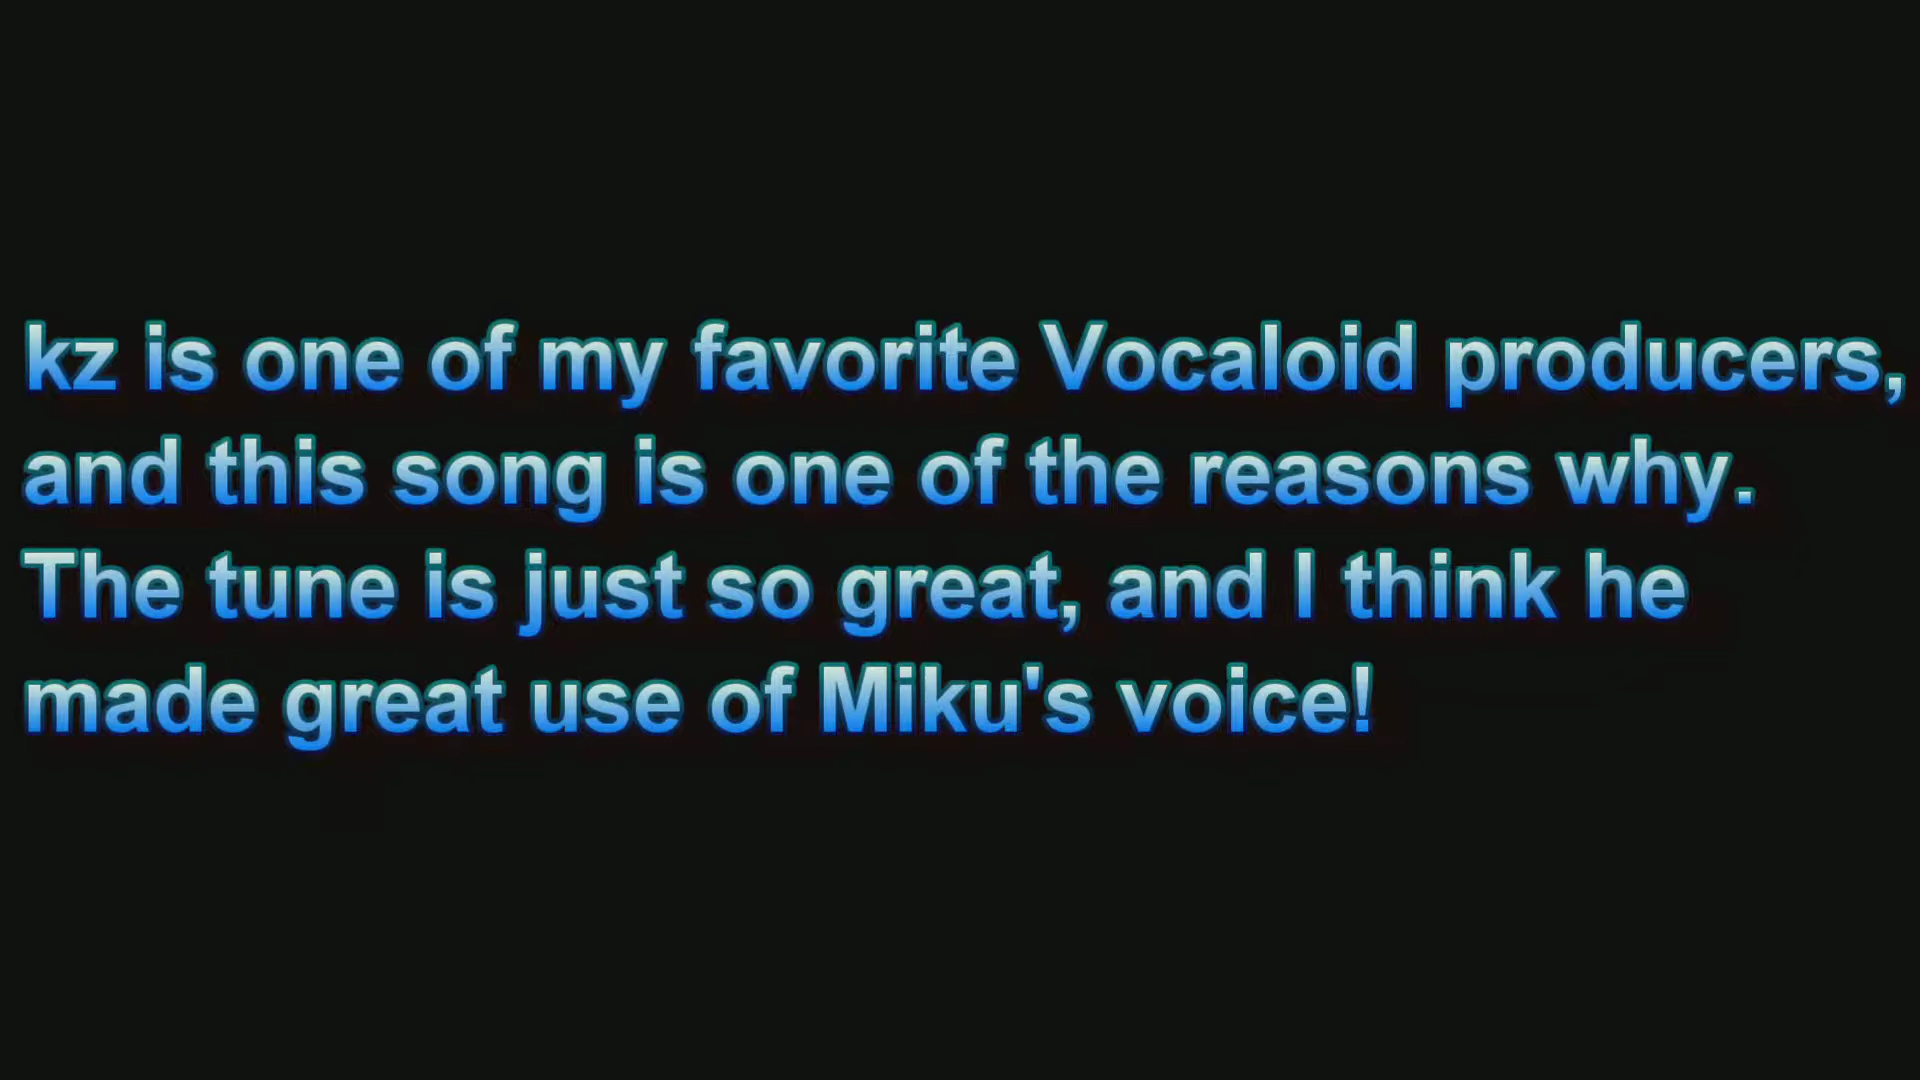 kz is one of my favorite Vocaloid producers,
and this song is one of the reasons why.
The tune is just so great, and I think he
made great use of Miku's voice!